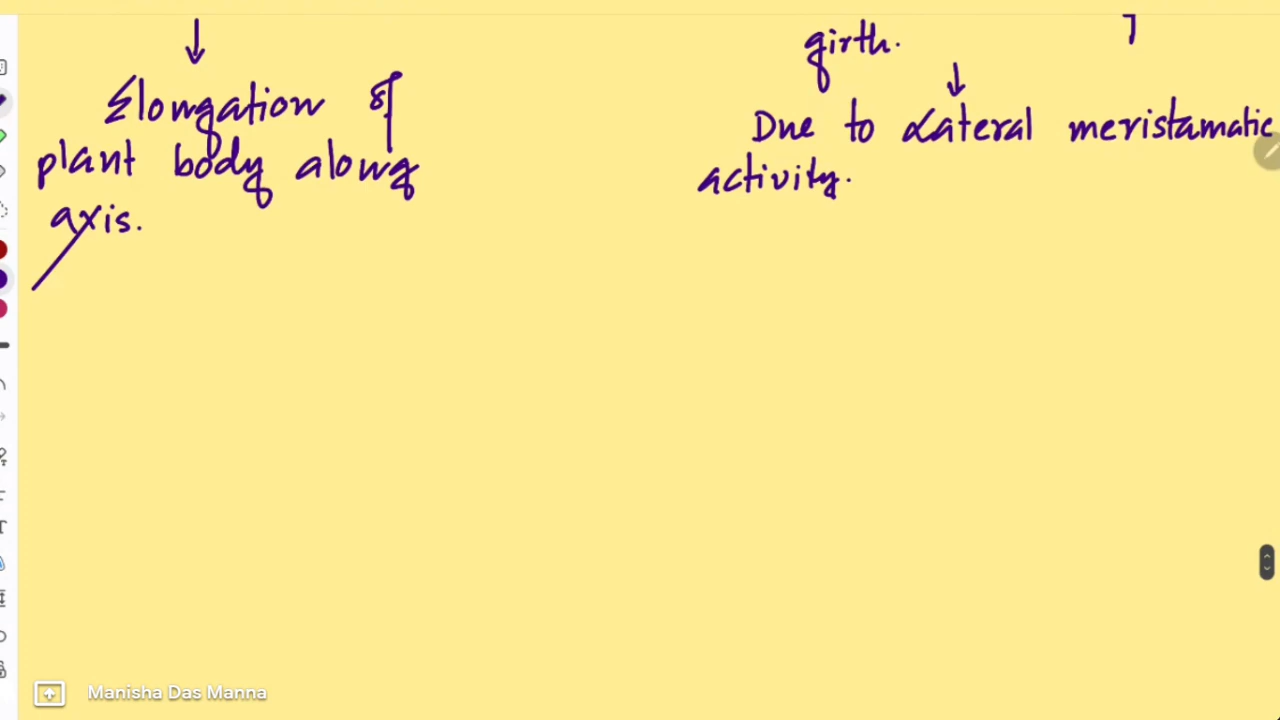 Elongation of
plant body along
axis.
girth.
Due to Lateral meristamatic
activity.
Manisha Das Manna